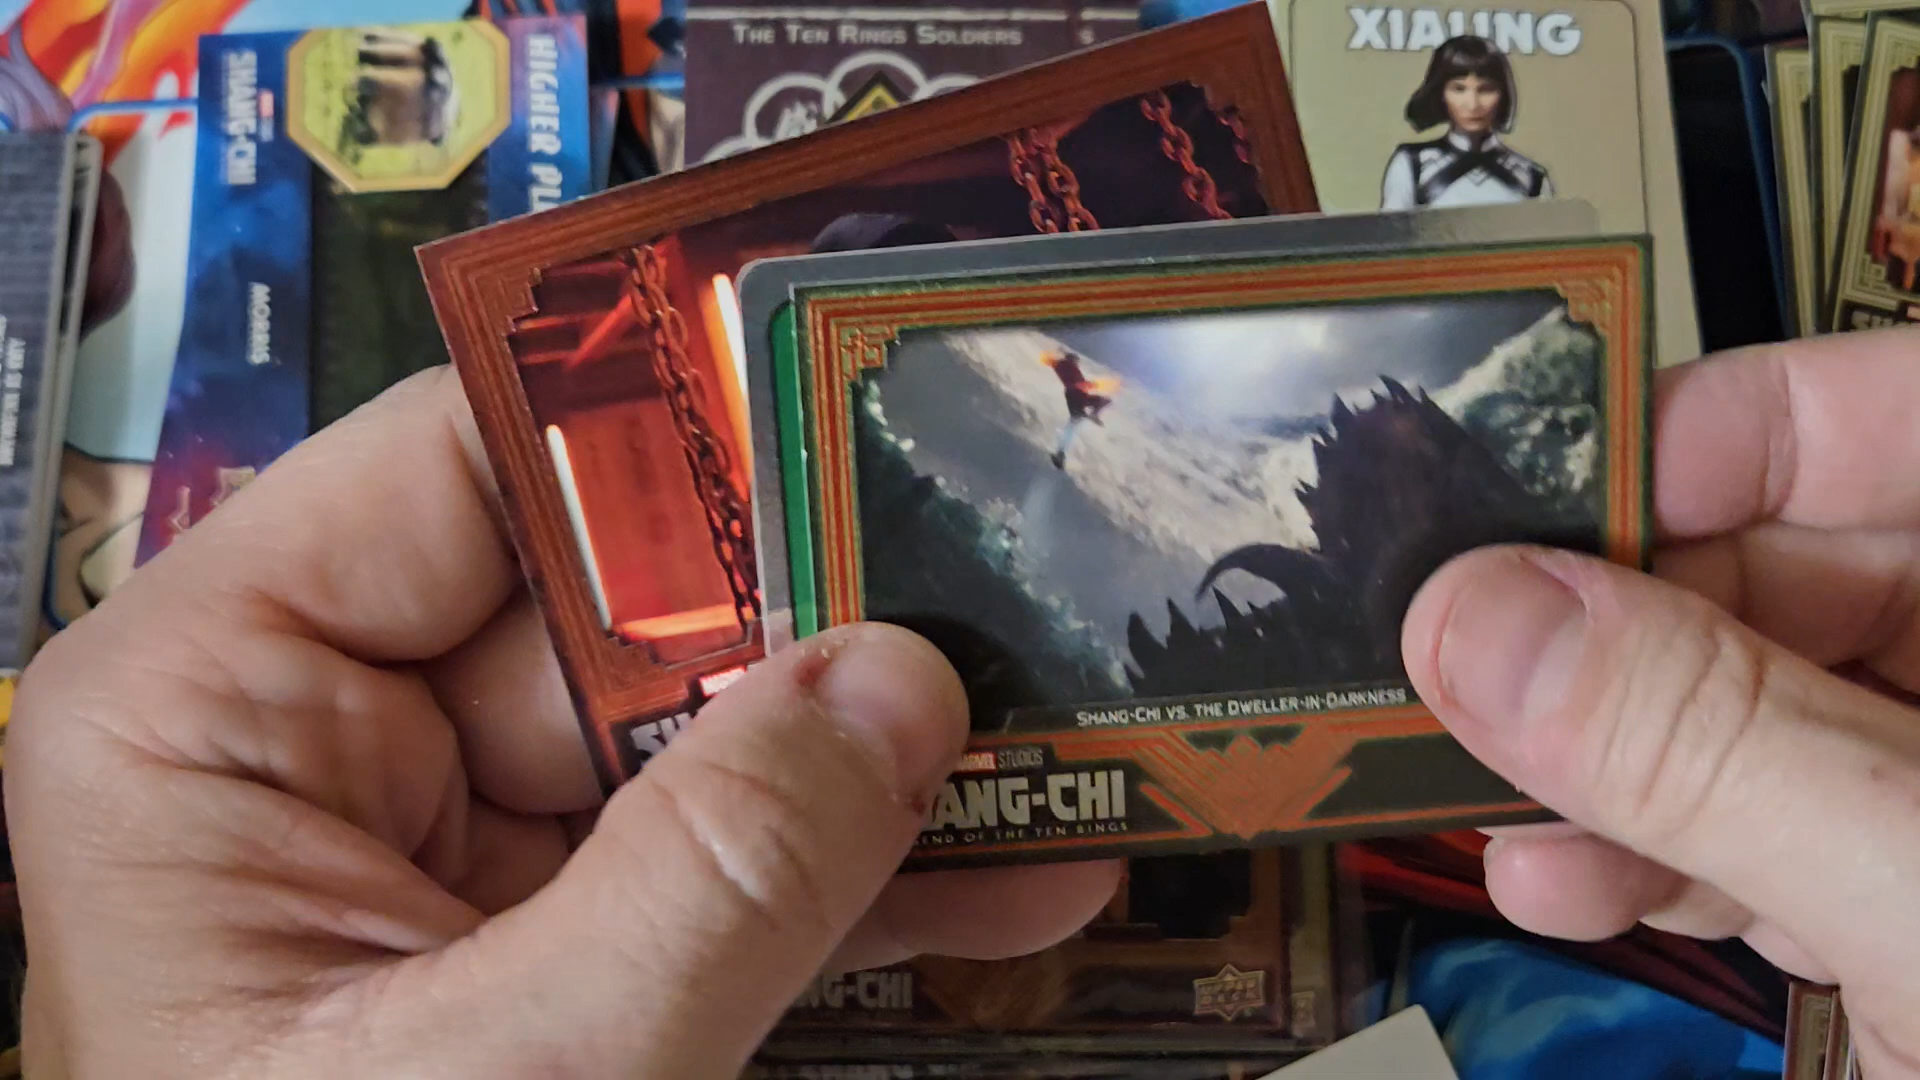 THE TEN RINGS SOLDIERS
XIALING
SHANG-CHI
HIGHER PL
MORRIS
SHANG-CHI VS. THE DWELLER-IN-DARKNESS
MARVEL STUDIOS
ANG-CHI
END OF THE TEN RINGS
NG-CHI
UPPER DECK